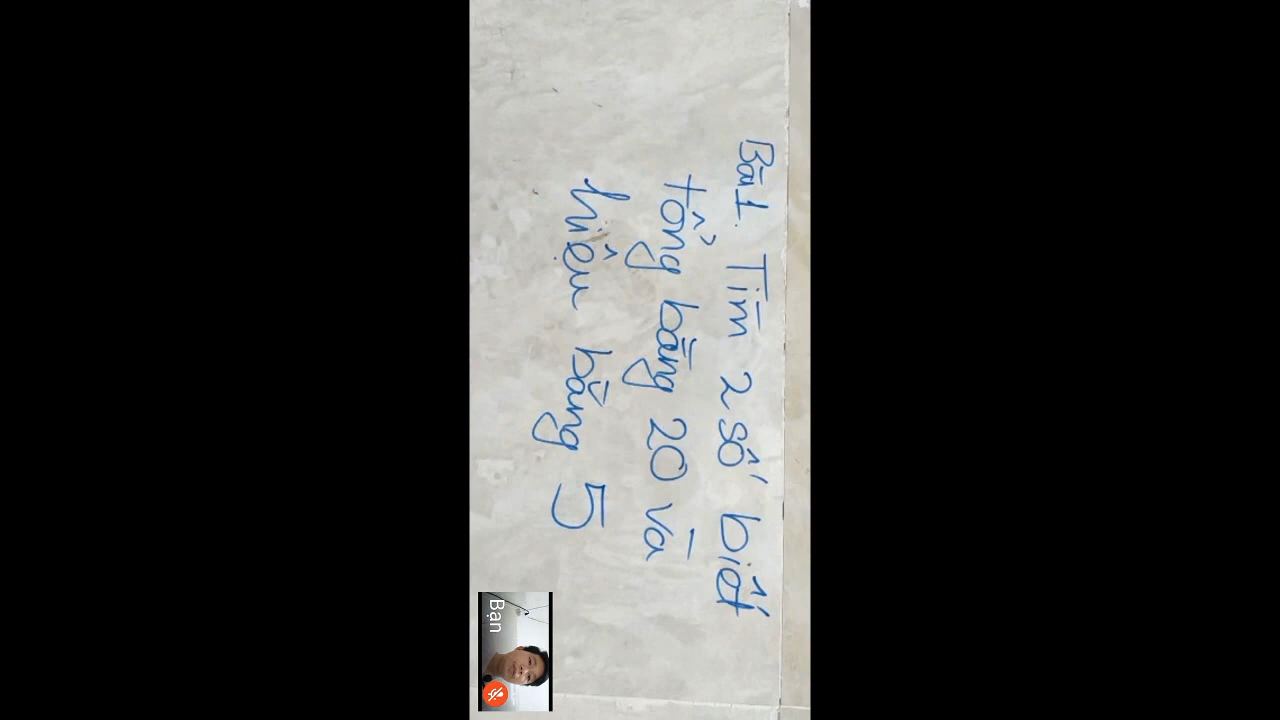 Bài 1. Tìm 2 số biết
tổng bằng 20 và
hiệu bằng 5
Bạn